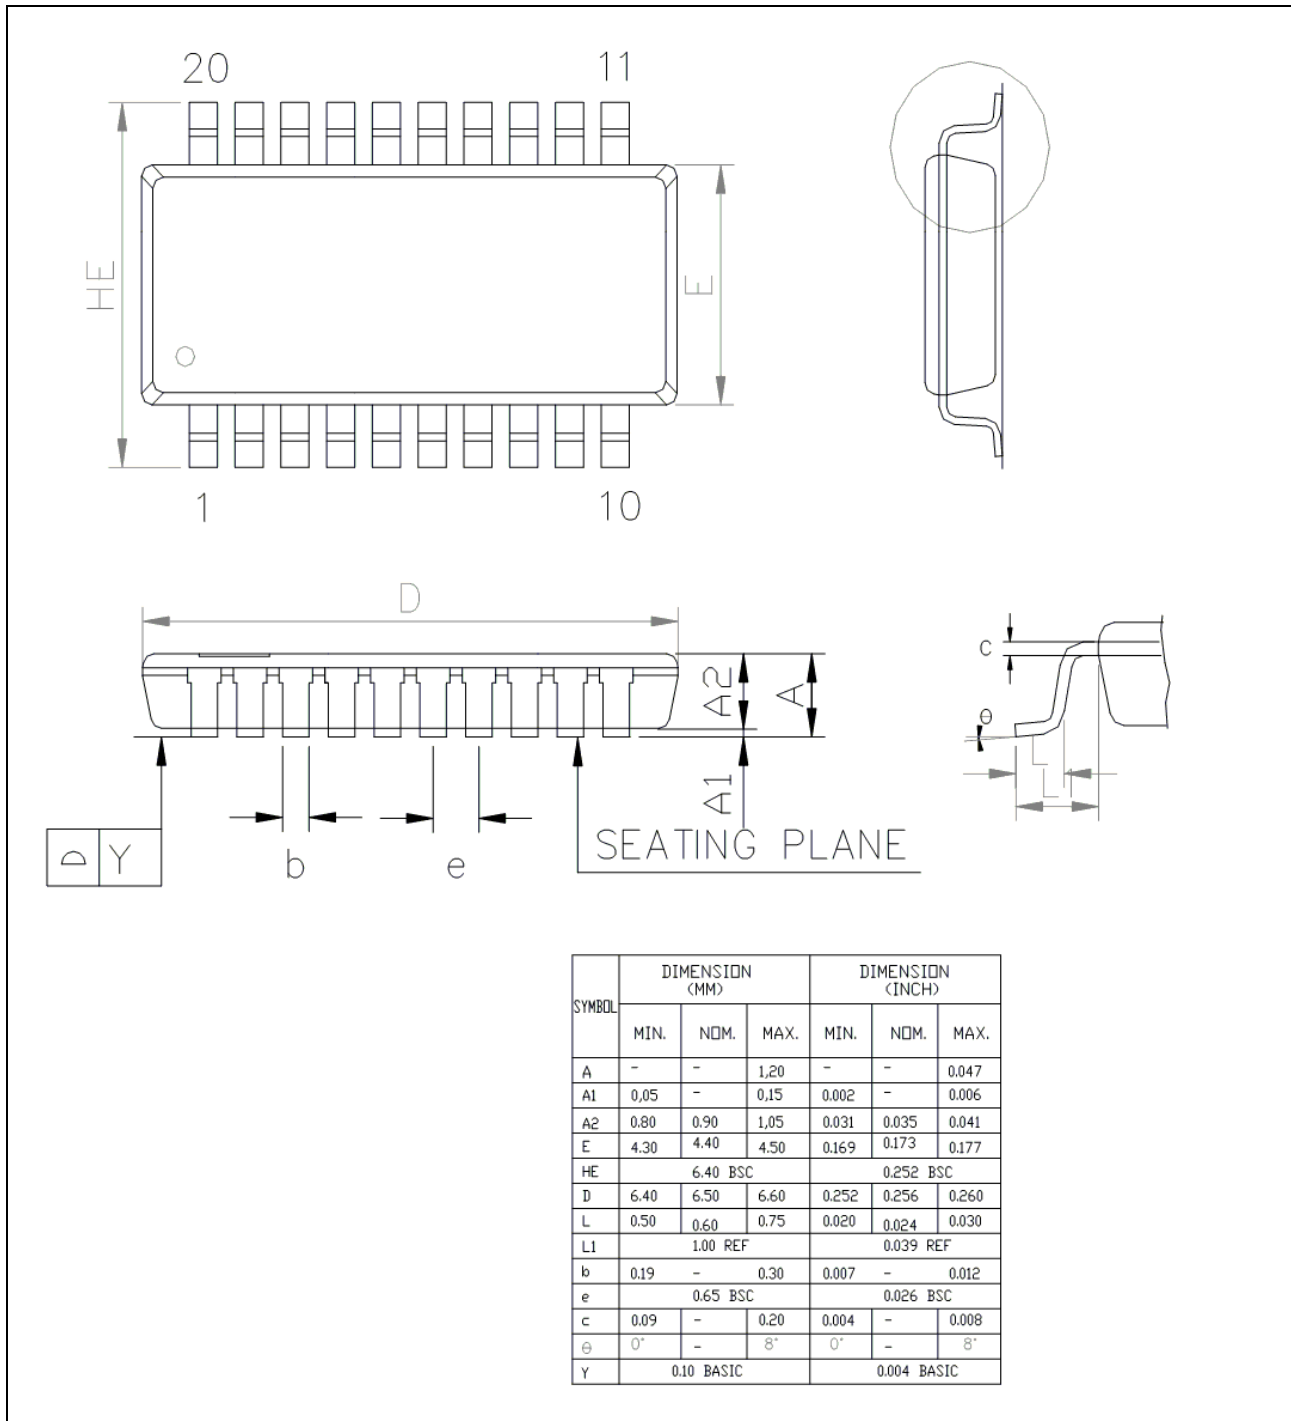 20 11
HE
E
1 10
D
A2
A
A1
c
θ
L
L
D Y
b
e
SEATING PLANE
SYMBOL DIMENSION (MM) DIMENSION (INCH)
MIN. NOM. MAX. MIN. NOM. MAX.
A - - 1,20 - - 0.047
A1 0,05 - 0,15 0.002 - 0.006
A2 0.80 0.90 1,05 0.031 0.035 0.041
E 4.30 4.40 4.50 0.169 0.173 0.177
HE 6.40 BSC 0.252 BSC
D 6.40 6.50 6.60 0.252 0.256 0.260
L 0.50 0.60 0.75 0.020 0.024 0.030
L1 1.00 REF 0.039 REF
b 0.19 - 0.30 0.007 - 0.012
e 0.65 BSC 0.026 BSC
c 0.09 - 0.20 0.004 - 0.008
θ 0° - 8° 0° - 8°
Y 0.10 BASIC 0.004 BASIC